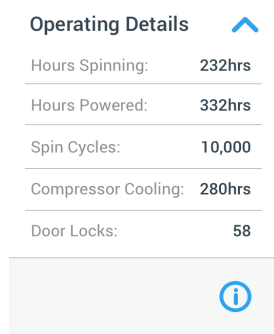 Operating Details
Hours Spinning: 232hrs
Hours Powered: 332hrs
Spin Cycles: 10,000
Compressor Cooling: 280hrs
Door Locks: 58